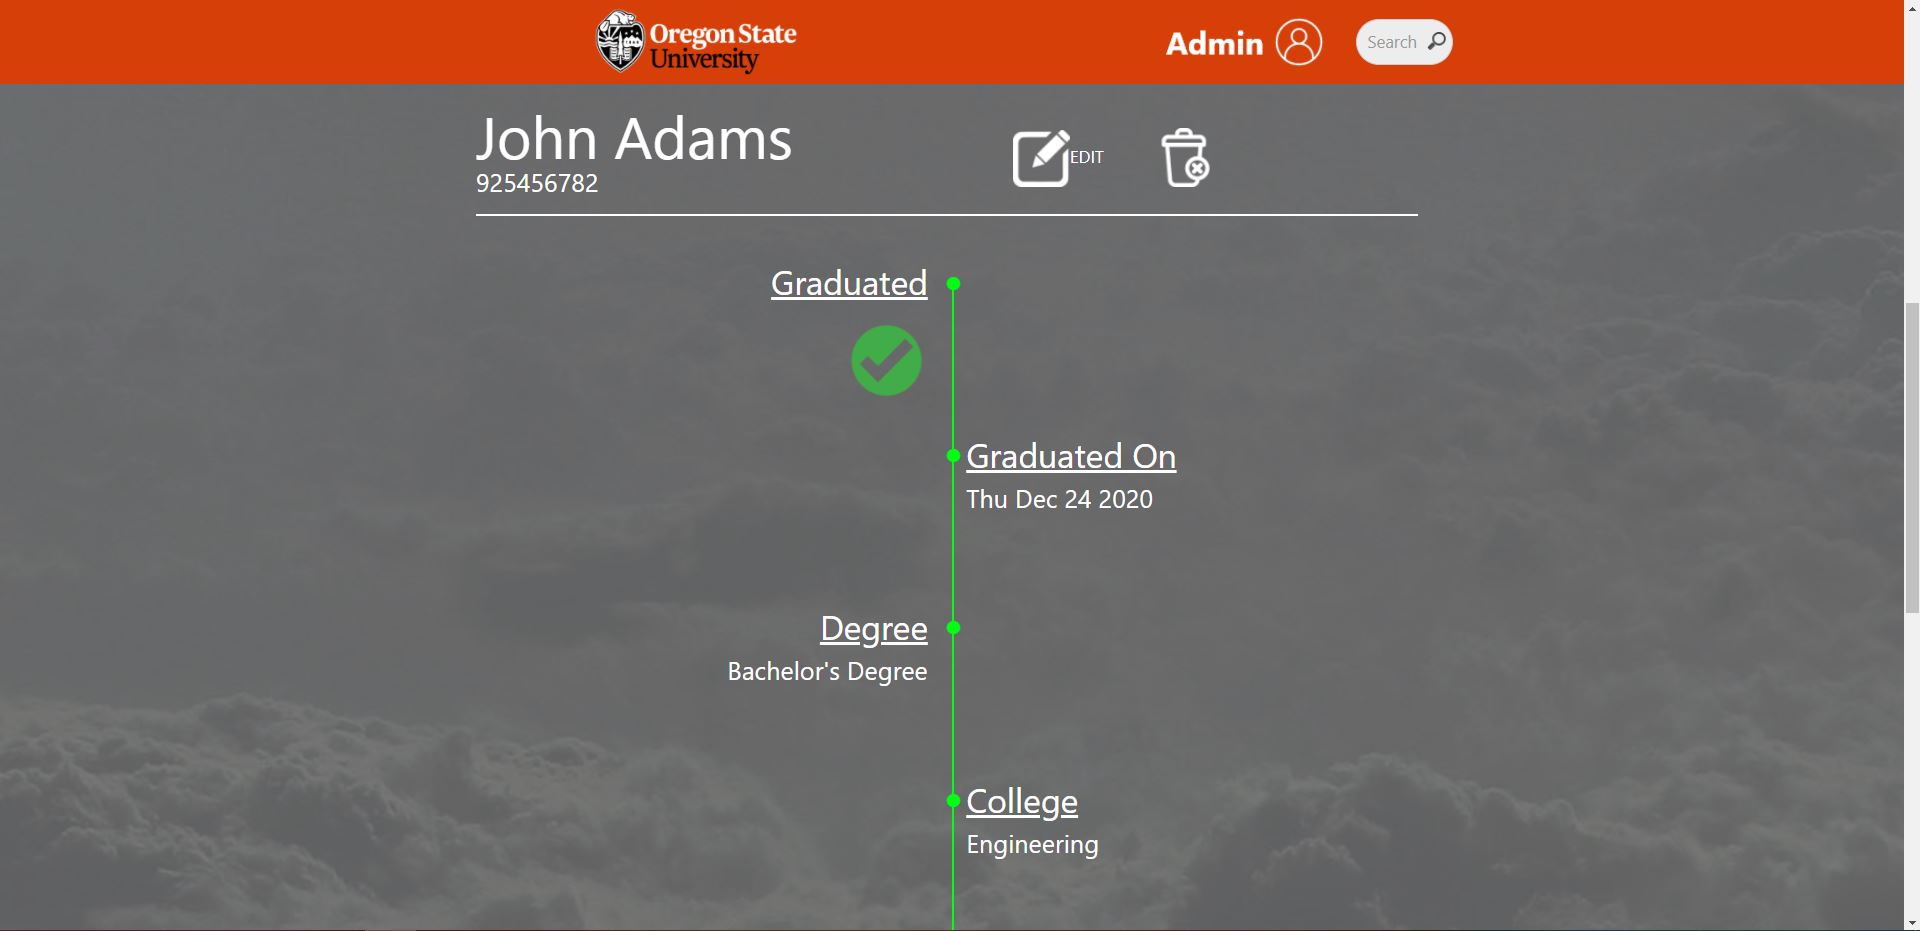 Oregon State
University
Admin
Search
John Adams
925456782
EDIT
Graduated
Graduated On
Thu Dec 24 2020
Degree
Bachelor's Degree
College
Engineering